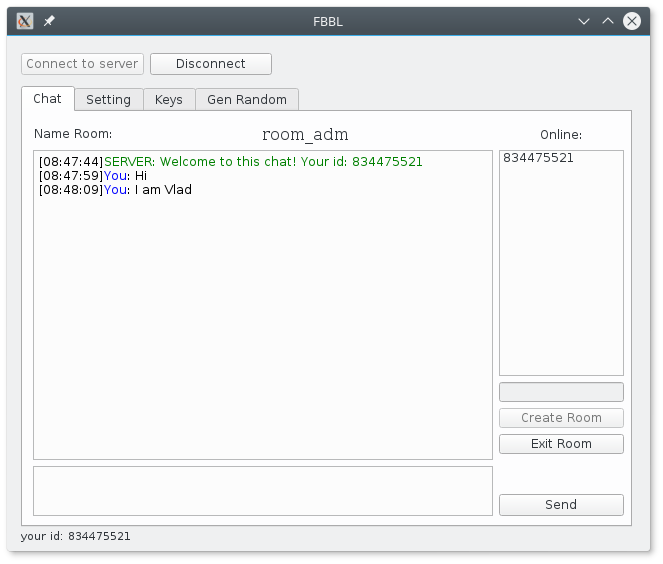 FBBL
Connect to server Disconnect
Chat Setting Keys Gen Random
Name Room: room_adm Online:
[08:47:44]SERVER: Welcome to this chat! Your id: 834475521
[08:47:59]You: Hi
[08:48:09]You: I am Vlad
834475521
Create Room
Exit Room
Send
your id: 834475521